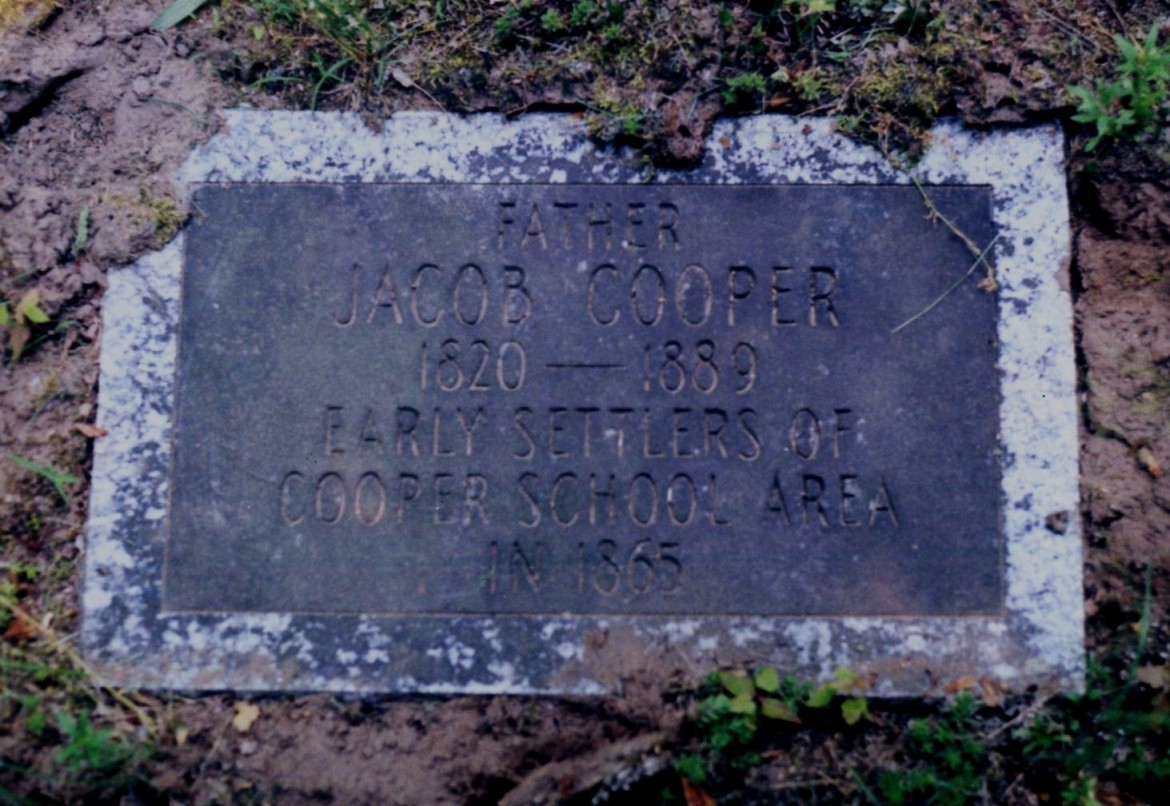 FATHER
JACOB COOPER
1820 — 1889
EARLY SETTLERS OF
COOPER SCHOOL AREA
IN 1865